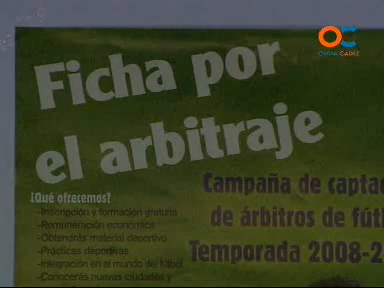 OC
ONDA CADIZ
Ficha por
el arbitraje
Campaña de capta
de árbitros de fút
Temporada 2008-2
¿Qué ofrecemos?
-Inscripción y formación gratuita
-Remuneración económica
-Obtendrás material deportivo
-Prácticas deportivas
-Integración en el mundo del fútbol
-Conocerás nuevas ciudades y